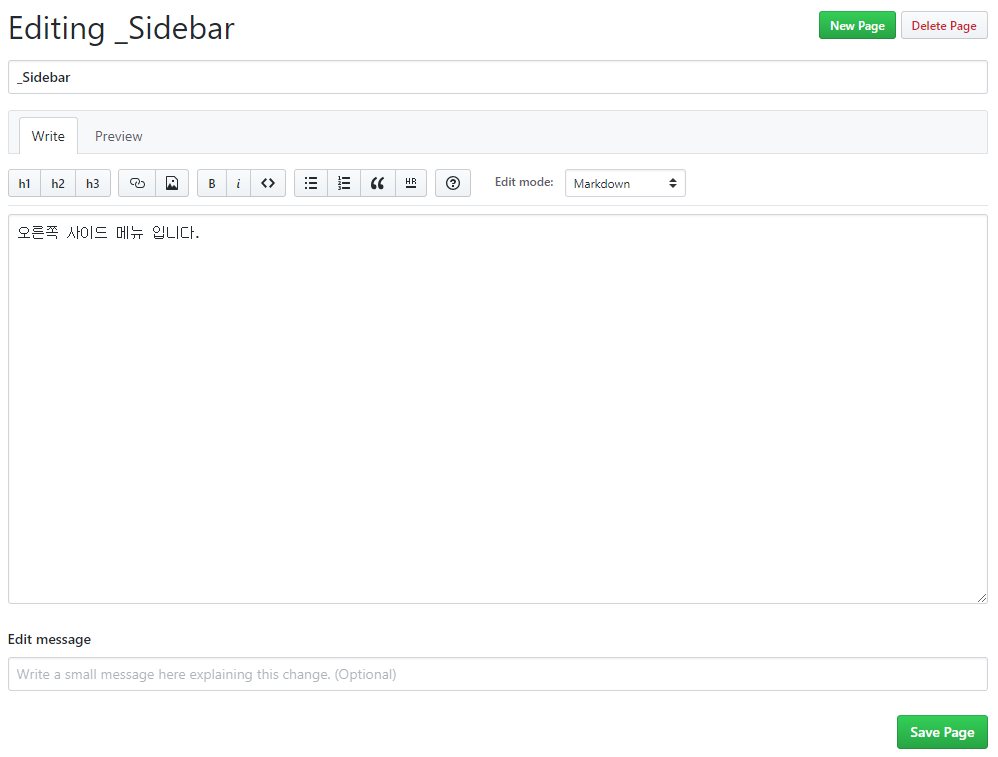 Editing _Sidebar
New Page
Delete Page
_Sidebar
Write
Preview
h1 h2 h3 B i <> HR
Edit mode:
Markdown
오른쪽 사이드 메뉴 입니다.
Edit message
Write a small message here explaining this change. (Optional)
Save Page